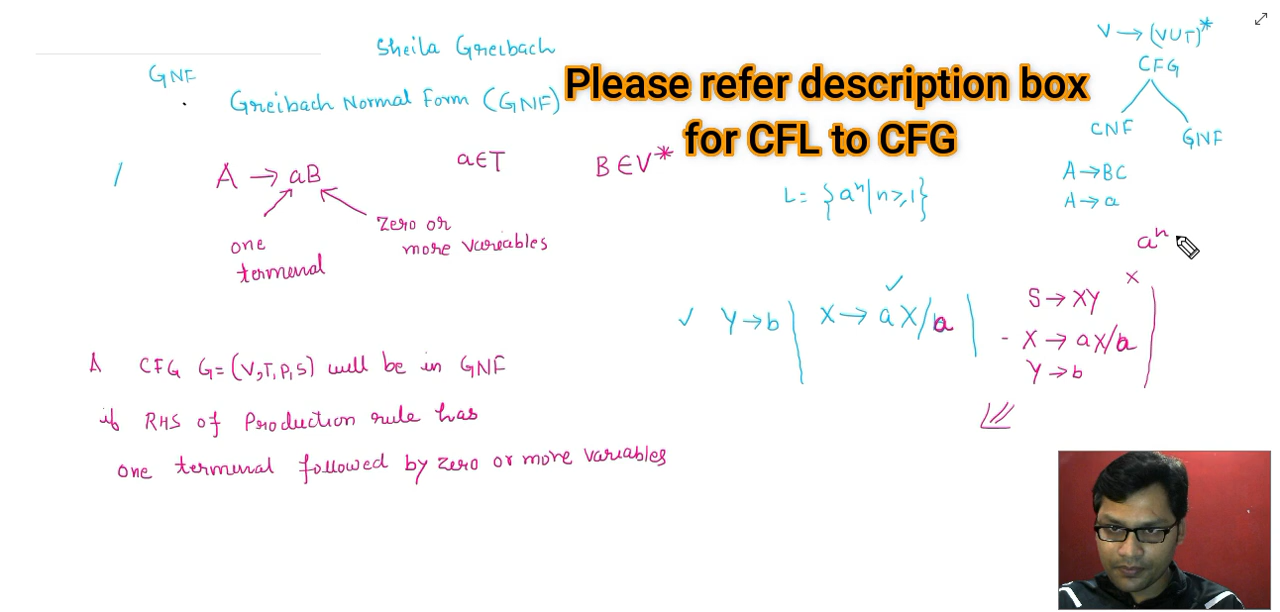 Sheila Greibach
GNF
Greibach Normal Form (GNF)
Please refer description box
for CFL to CFG
V → (VUT)*
CFG
CNF
GNF
A → BC
A → a
A → aB
a∈T
B∈V*
one
termenal
Zero or
more variables
L = {aⁿ|n≥1}
aⁿ
✓ Y→b | X → aX/a |
✓
S → XY
x
- X → aX/a
Y → b
A CFG G=(V,T,P,S) will be in GNF
if RHS of Production rule has
one terminal followed by zero or more variables